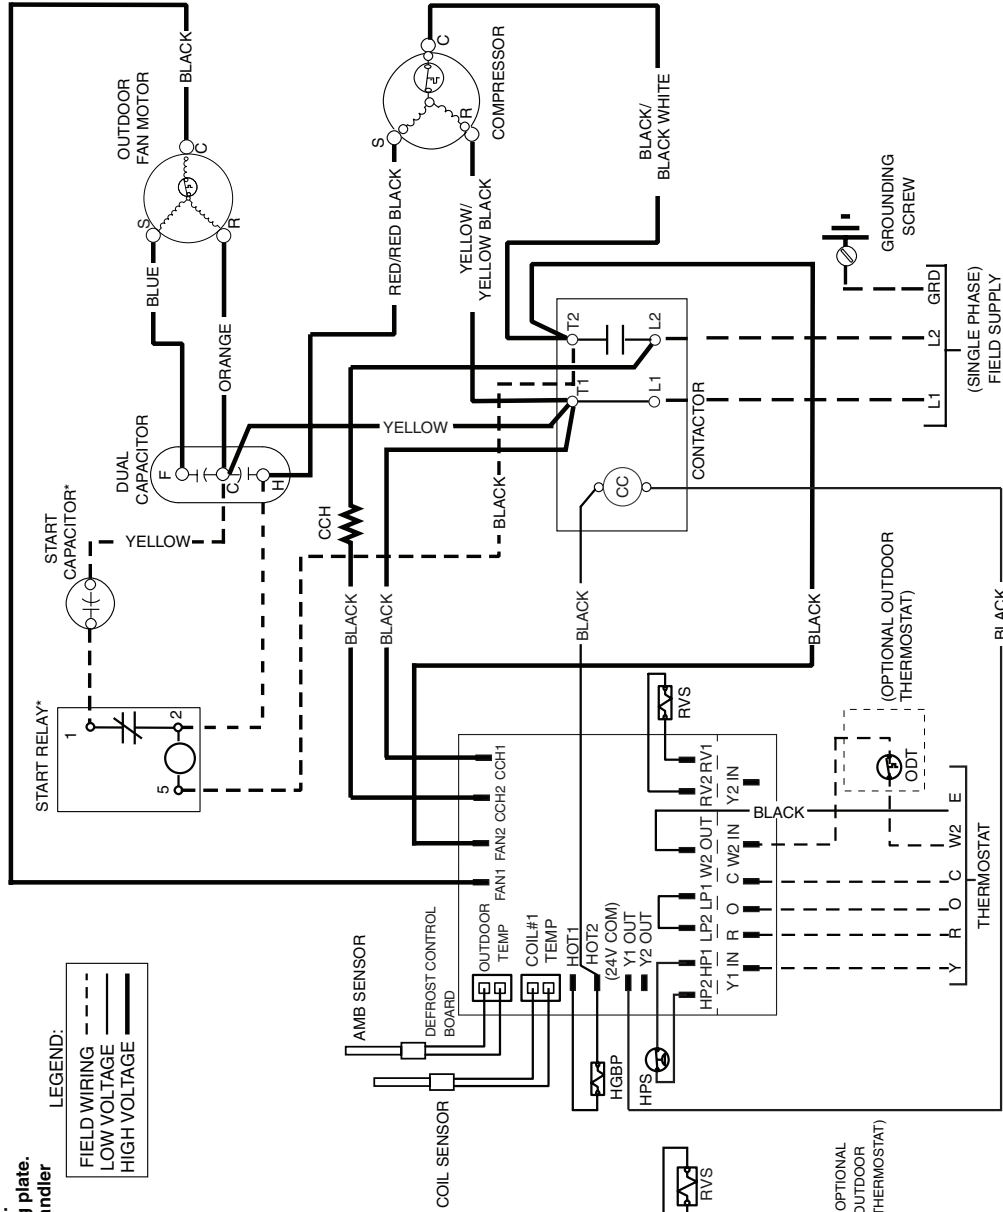 BLACK
OUTDOOR
FAN MOTOR
C
S
R
BLUE
ORANGE
COMPRESSOR
C
S
R
RED/RED BLACK
YELLOW/
YELLOW BLACK
BLACK/
BLACK WHITE
GROUNDING
SCREW
(SINGLE PHASE)
FIELD SUPPLY
GRD
L2
L1
T2
L2
T1
L1
CONTACTOR
CC
DUAL
CAPACITOR
F
C
H
YELLOW
START
CAPACITOR*
YELLOW
CCH
BLACK
BLACK
BLACK
BLACK
BLACK
BLACK
START RELAY*
1
2
5
(OPTIONAL OUTDOOR
THERMOSTAT)
ODT
RVS
FAN1 FAN2 CCH2 CCH1
OUTDOOR
TEMP
COIL#1
TEMP
HOT1
HOT2
(24V COM)
Y1 OUT
Y2 OUT
HP2 HP1 LP2 LP1 W2 OUT RV2 RV1
Y1 IN R O C W2 IN Y2 IN
BLACK
Y R O C W2 E
THERMOSTAT
AMB SENSOR
DEFROST CONTROL
BOARD
COIL SENSOR
HGBP
HPS
LEGEND:
FIELD WIRING
LOW VOLTAGE
HIGH VOLTAGE
plate.
RVS
OPTIONAL
OUTDOOR
THERMOSTAT)